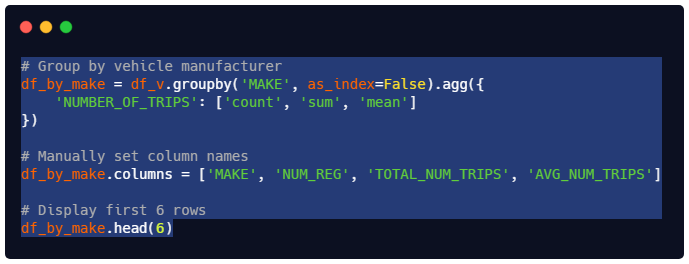 # Group by vehicle manufacturer
df_by_make = df_v.groupby('MAKE', as_index=False).agg({
    'NUMBER_OF_TRIPS': ['count', 'sum', 'mean']
})

# Manually set column names
df_by_make.columns = ['MAKE', 'NUM_REG', 'TOTAL_NUM_TRIPS', 'AVG_NUM_TRIPS']

# Display first 6 rows
df_by_make.head(6)